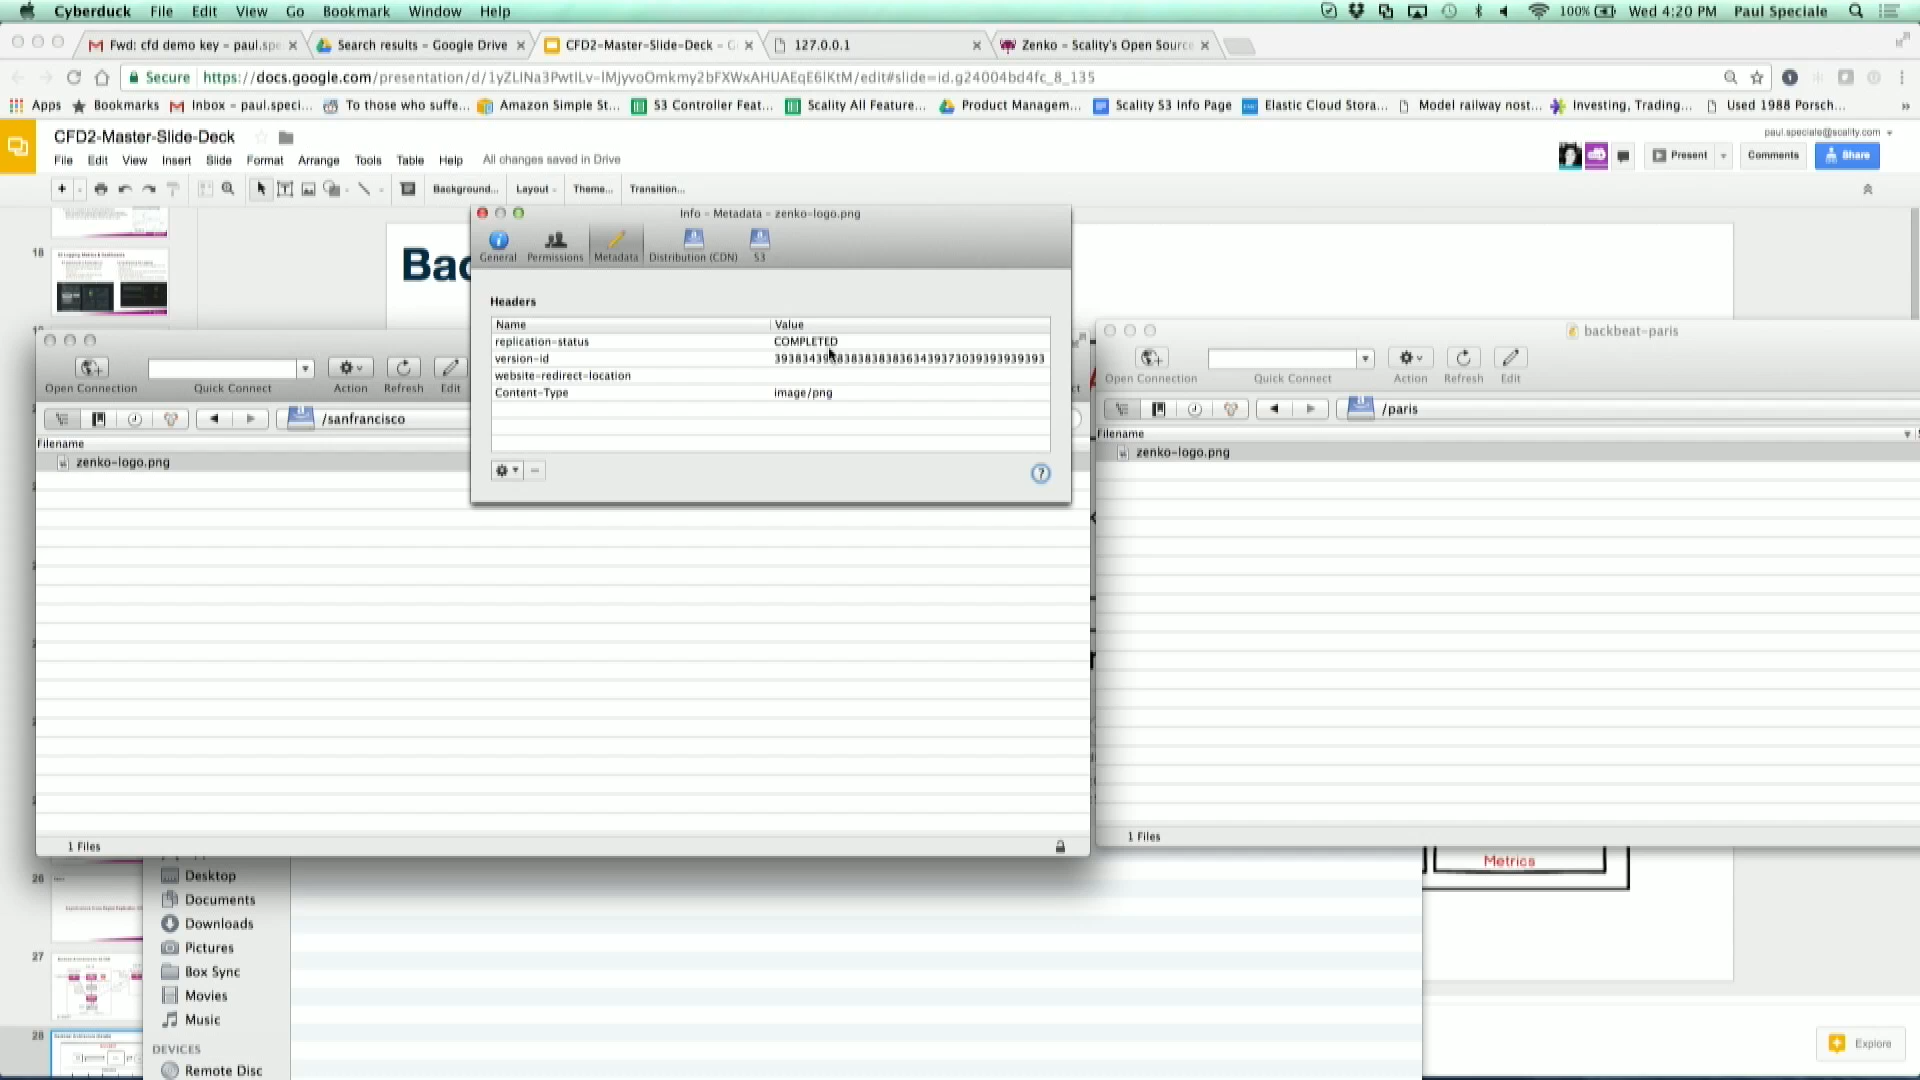 Cyberduck File Edit View Go Bookmark Window Help 100% Wed 4:20 PM Paul Speciale
Fwd: cfd demo key - paul.spe Search results - Google Drive CFD2-Master-Slide-Deck - G 127.0.0.1 Zenko - Scality's Open Source
Secure https://docs.google.com/presentation/d/1yZLINa3PwtILv-IMjyvoOmkmy2bFXWxAHUAEqE6IKtM/edit#slide=id.g24004bd4fc_8_135
Apps Bookmarks Inbox - paul.speci... To those who suffe... Amazon Simple St... S3 Controller Feat... Scality All Feature... Product Managem... Scality S3 Info Page Elastic Cloud Stora... Model railway nost... Investing, Trading... Used 1988 Porsch... »
CFD2-Master-Slide-Deck
paul.speciale@scality.com
File Edit View Insert Slide Format Arrange Tools Table Help All changes saved in Drive
Present Comments Share
Background... Layout Theme... Transition...
18
Bac
Info - Metadata - zenko-logo.png
General Permissions Metadata Distribution (CDN) S3
Headers
Name Value
replication-status COMPLETED
version-id
website-redirect-location
Content-Type image/png
Open Connection Quick Connect Action Refresh Edit
/sanfrancisco
Filename
zenko-logo.png
1 Files
backbeat-paris
Open Connection Quick Connect Action Refresh Edit
/paris
Filename
zenko-logo.png
1 Files
Metrics
26
27
28
Desktop
Documents
Downloads
Pictures
Box Sync
Movies
Music
DEVICES
Remote Disc
Explore